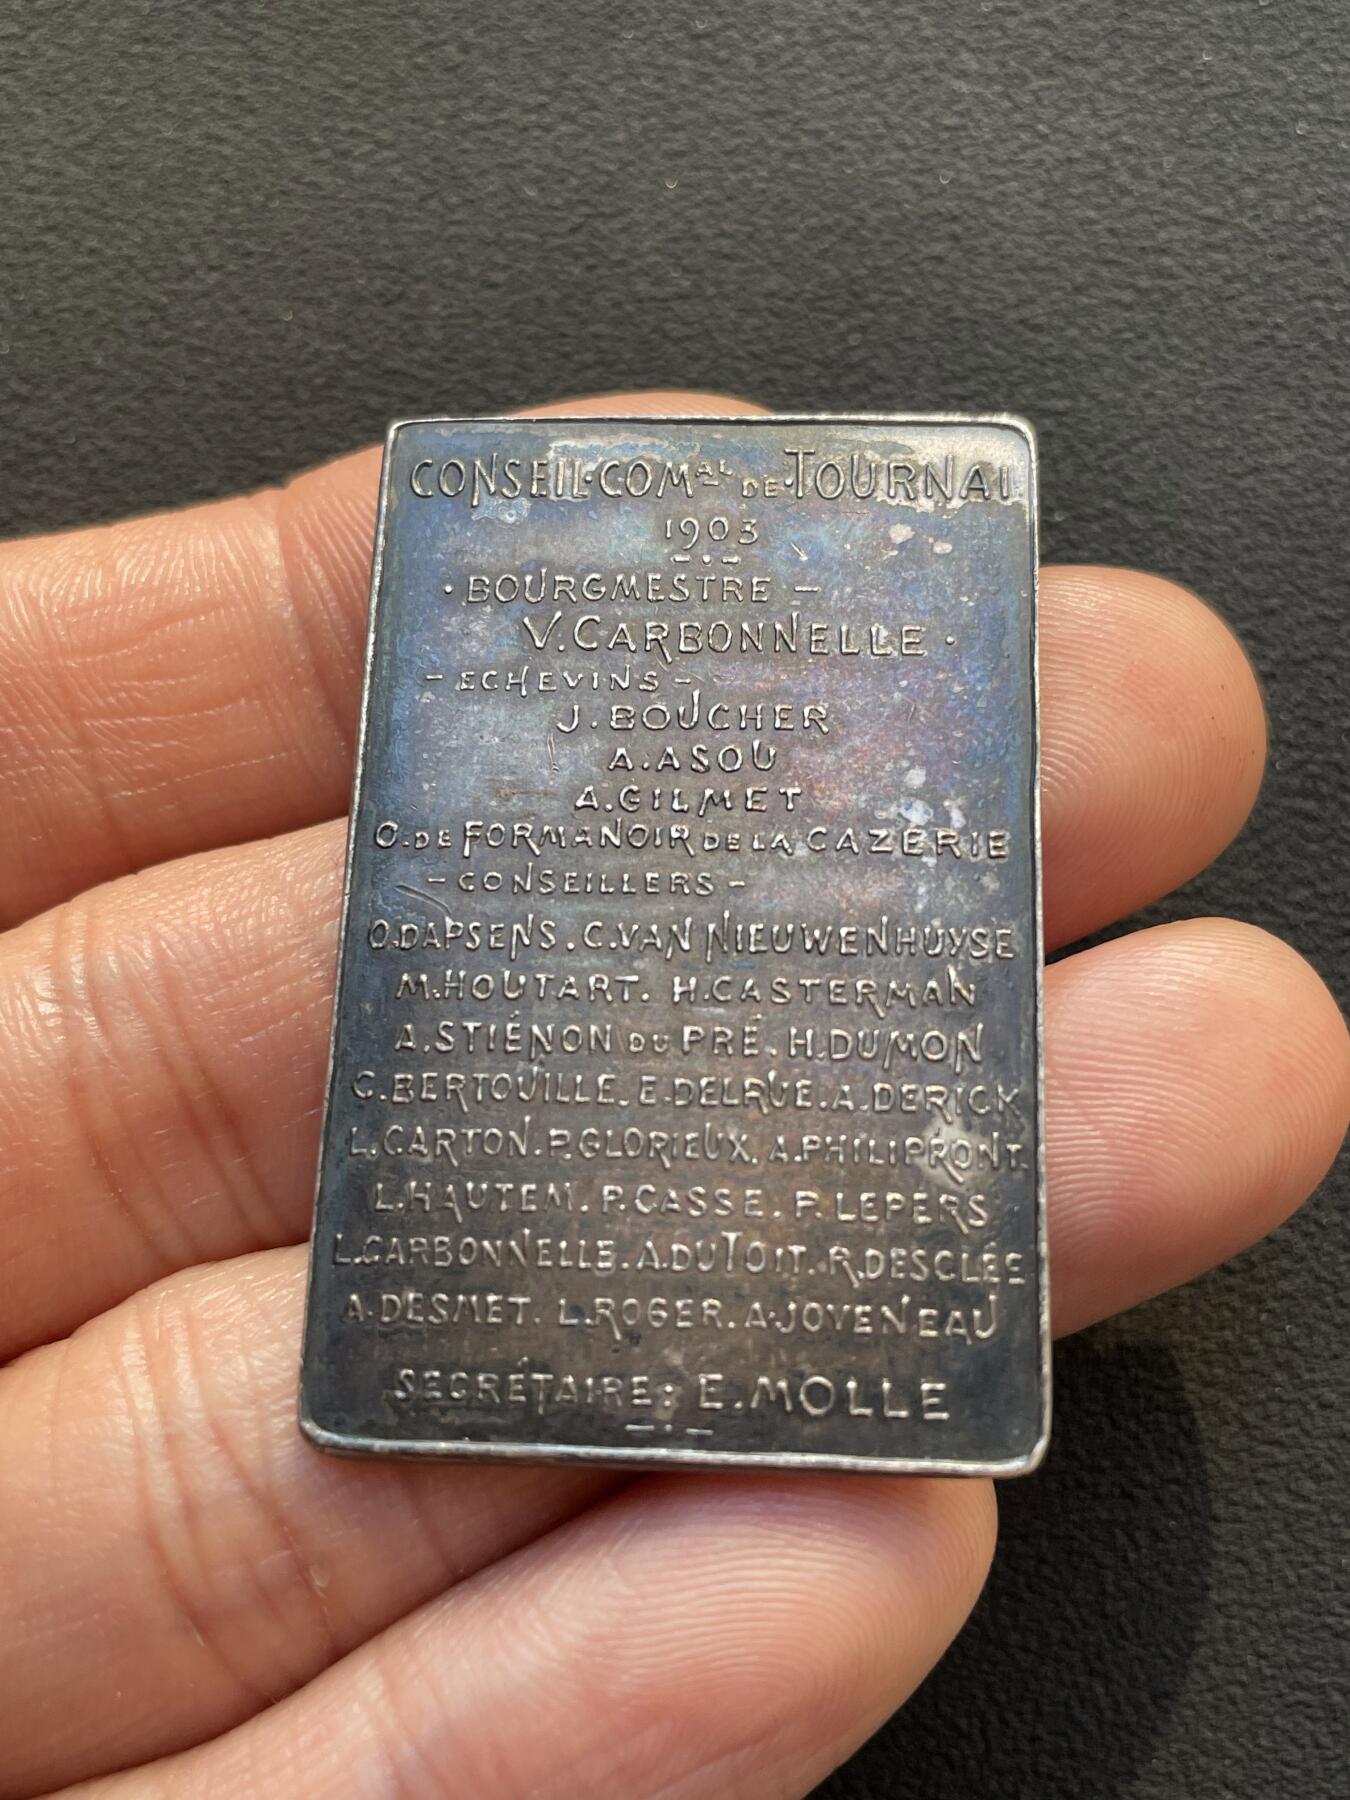 CONSEIL·COMAL DE·TOURNAI
1903
·BOURGMESTRE –
V.CARBONNELLE·
– ECHEVINS –
J.BOUCHER
A.ASOU
A.GILMET
O.DE FORMANOIR DE LA CAZERIE
– CONSEILLERS –
O.DAPSENS.C.VAN NIEUWENHUYSE
M.HOUTART. H.CASTERMAN
A.STIÉNON DU PRÉ.H.DUMON
C.BERTOUILLE.E.DELRUE.A.DERICK
L.CARTON.P.GLORIEUX.A.PHILIPRONT.
L.HAUTEM.P.CASSE.P.LEPERS
L.CARBONNELLE.A.DUTOIT.R.DESCLÉE
A.DESMET. L.ROGER.A.JOVENEAU
SECRÉTAIRE: E.MOLLE